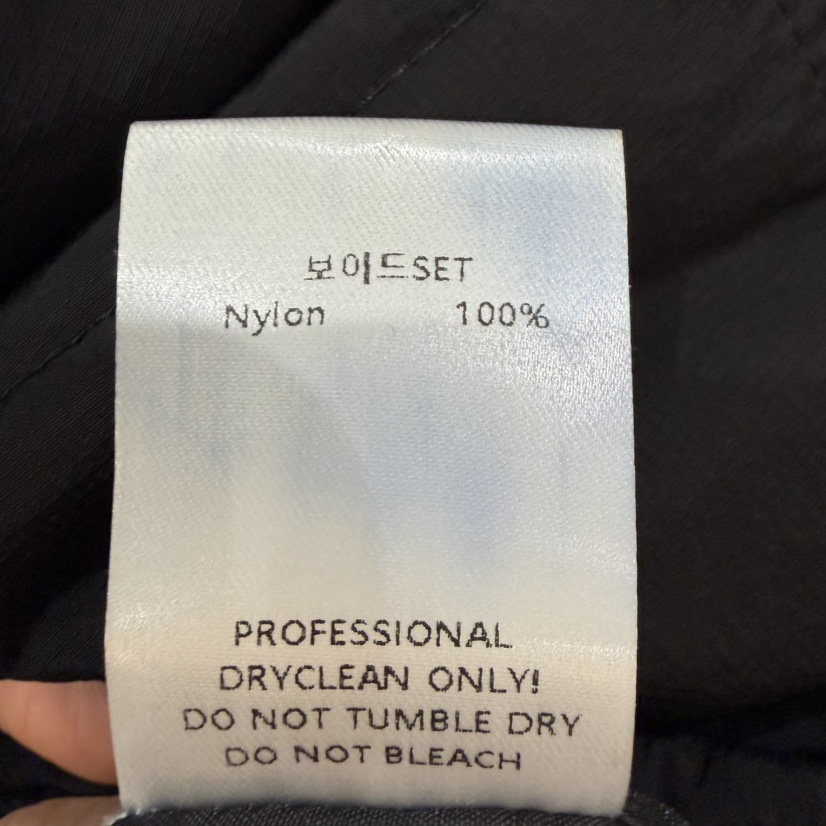 보이드SET
Nylon 100%
PROFESSIONAL
DRYCLEAN ONLY!
DO NOT TUMBLE DRY
DO NOT BLEACH